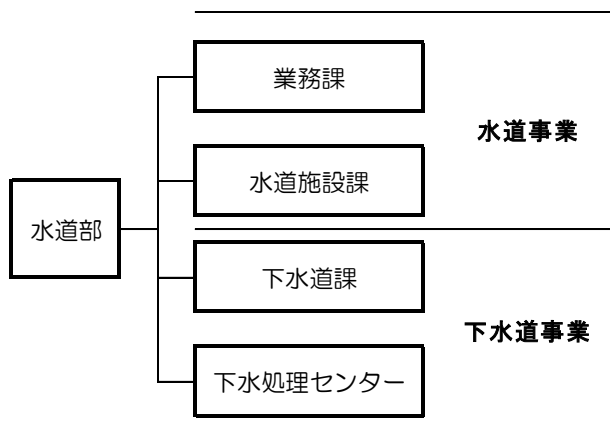 業務課
水道事業
水道施設課
水道部
下水道課
下水道事業
下水処理センター